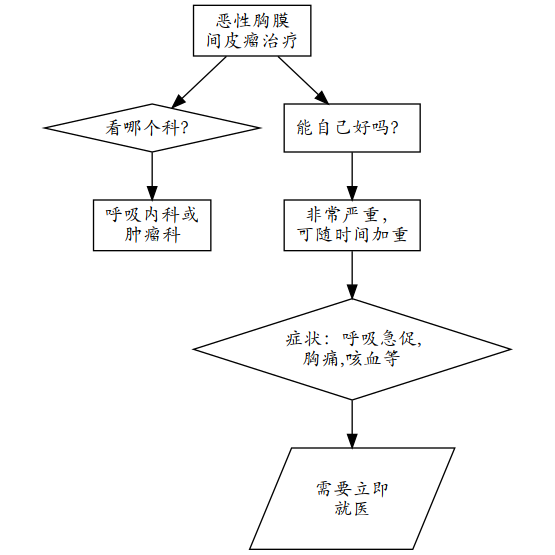 恶性胸膜
间皮瘤治疗
看哪个科？
能自己好吗？
呼吸内科或
肿瘤科
非常严重，
可随时间加重
症状：呼吸急促,
胸痛,咳血等
需要立即
就医